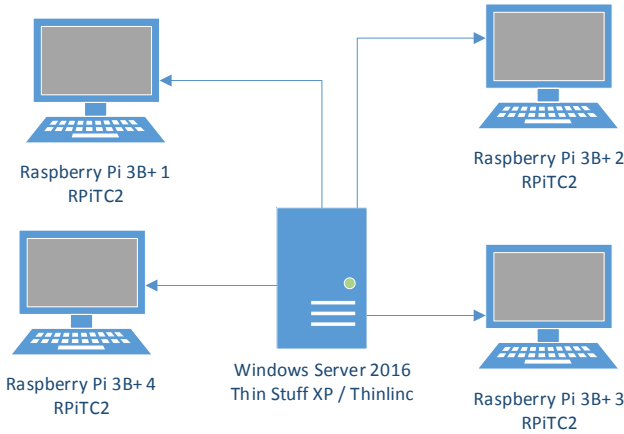 Raspberry Pi 3B+ 1
RPiTC2
Raspberry Pi 3B+ 2
RPiTC2
Raspberry Pi 3B+ 4
RPiTC2
Windows Server 2016
Thin Stuff XP / Thinlinc
Raspberry Pi 3B+ 3
RPiTC2